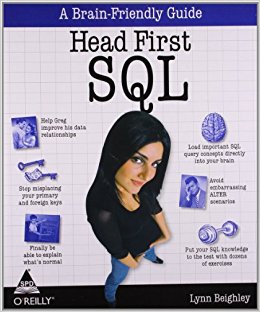 A Brain-Friendly Guide
Head First
SQL
Help Greg
improve his data
relationships
Load important SQL
query concepts directly
into your brain
Stop misplacing
your primary
and foreign keys
Avoid
embarrassing
ALTER
scenarios
Finally be
able to explain
what's normal
Put your SQL knowledge
to the test with dozens
of exercises
SPD
O'REILLY®
Lynn Beighley